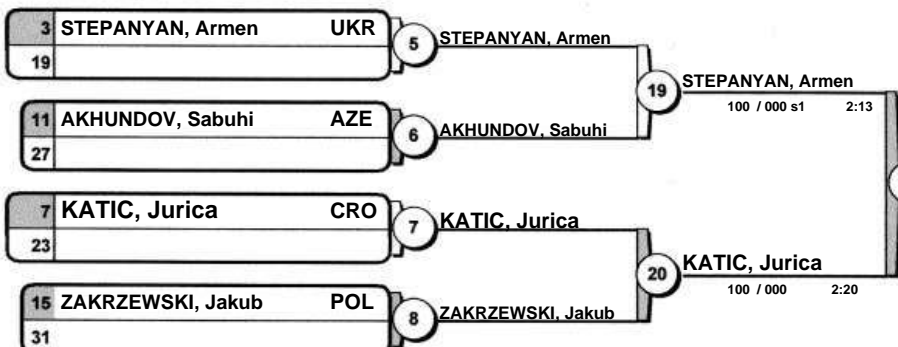 3 STEPANYAN, Armen UKR
19
5 STEPANYAN, Armen
11 AKHUNDOV, Sabuhi AZE
27
6 AKHUNDOV, Sabuhi
19 STEPANYAN, Armen
100 / 000 s1 2:13
7 KATIC, Jurica CRO
23
7 KATIC, Jurica
15 ZAKRZEWSKI, Jakub POL
31
8 ZAKRZEWSKI, Jakub
20 KATIC, Jurica
100 / 000 2:20